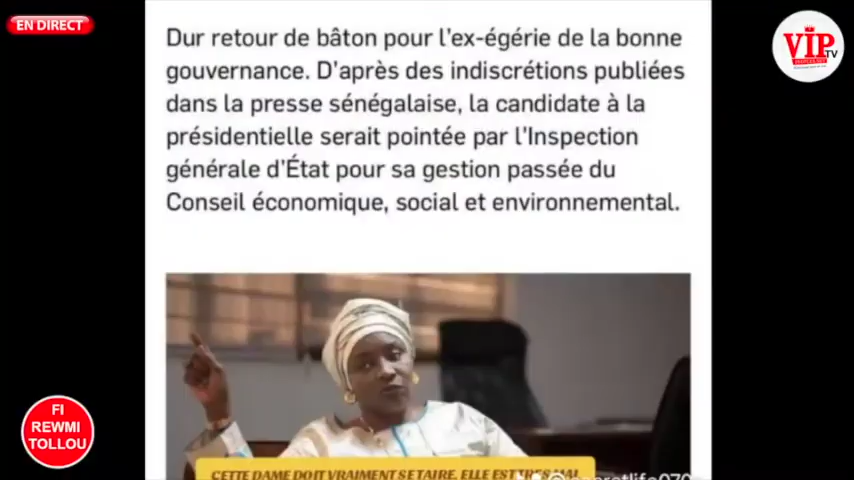 EN DIRECT
VIP
TV
Dur retour de bâton pour l'ex-égérie de la bonne
gouvernance. D'après des indiscrétions publiées
dans la presse sénégalaise, la candidate à la
présidentielle serait pointée par l'Inspection
générale d'État pour sa gestion passée du
Conseil économique, social et environnemental.
FI
REWMI
TOLLOU
CETTE DAME DOIT VRAIMENT SE TAIRE, ELLE EST TRES MAL